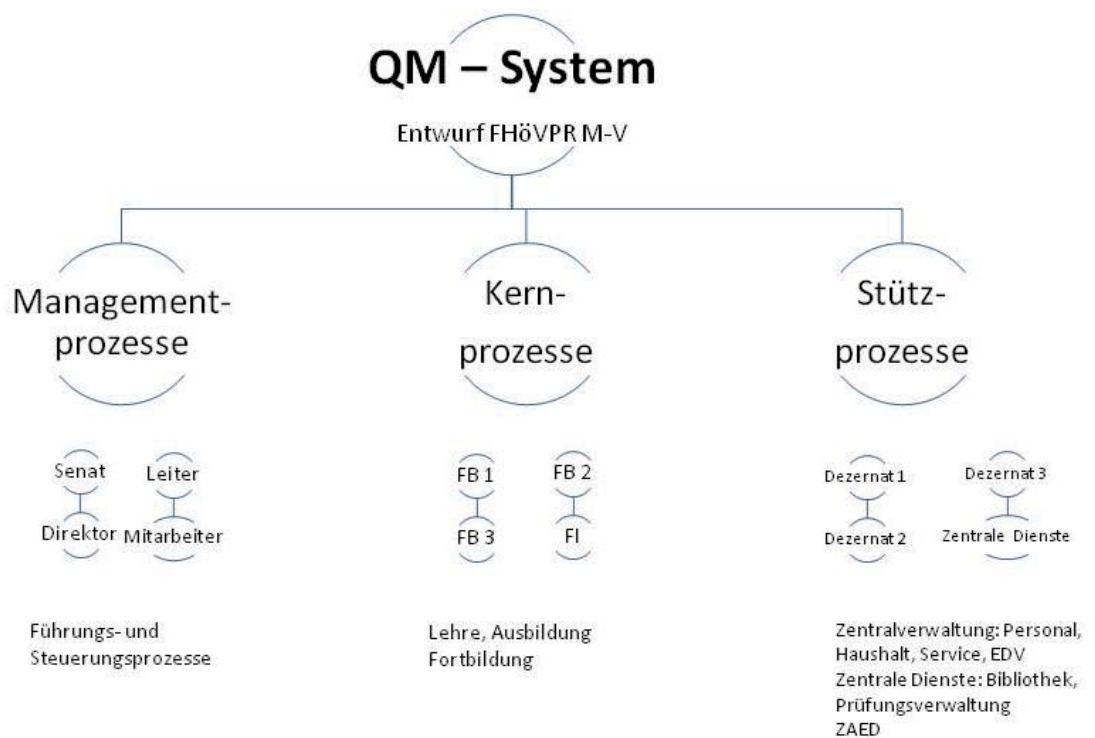 QM – System
Entwurf FHöVPR M-V
Management-
prozesse
Kern-
prozesse
Stütz-
prozesse
Senat
Leiter
Direktor
Mitarbeiter
FB 1
FB 2
FB 3
FI
Dezernat 1
Dezernat 3
Dezernat 2
Zentrale Dienste
Führungs- und
Steuerungsprozesse
Lehre, Ausbildung
Fortbildung
Zentralverwaltung: Personal,
Haushalt, Service, EDV
Zentrale Dienste: Bibliothek,
Prüfungsverwaltung
ZAED